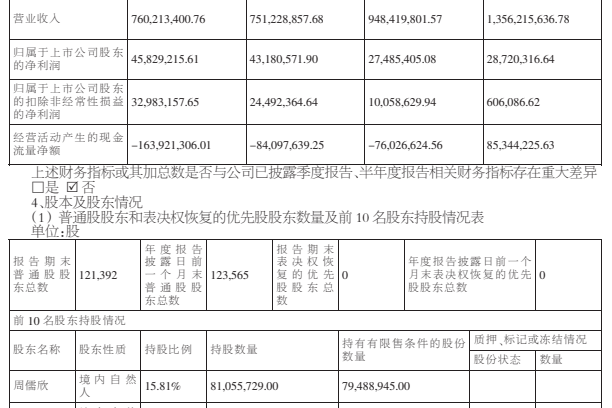 营业收入 760,213,400.76 751,228,857.68 948,419,801.57 1,356,215,636.78
归属于上市公司股东的净利润 45,829,215.61 43,180,571.90 27,485,405.08 28,720,316.64
归属于上市公司股东的扣除非经常性损益的净利润 32,983,157.65 24,492,364.64 10,058,629.94 606,086.62
经营活动产生的现金流量净额 -163,921,306.01 -84,097,639.25 -76,026,624.56 85,344,225.63
上述财务指标或其加总数是否与公司已披露季度报告、半年度报告相关财务指标存在重大差异
□是 ☑否
4、股本及股东情况
(1)普通股股东和表决权恢复的优先股股东数量及前10名股东持股情况表
单位:股
报告期末普通股股东总数 121,392 年度报告披露日前一个月末普通股股东总数 123,565 报告期末表决权恢复的优先股股东总数 0 年度报告披露日前一个月末表决权恢复的优先股股东总数 0
前10名股东持股情况
股东名称 股东性质 持股比例 持股数量 持有有限售条件的股份数量 质押、标记或冻结情况
股份状态 数量
周儒欣 境内自然人 15.81% 81,055,729.00 79,488,945.00